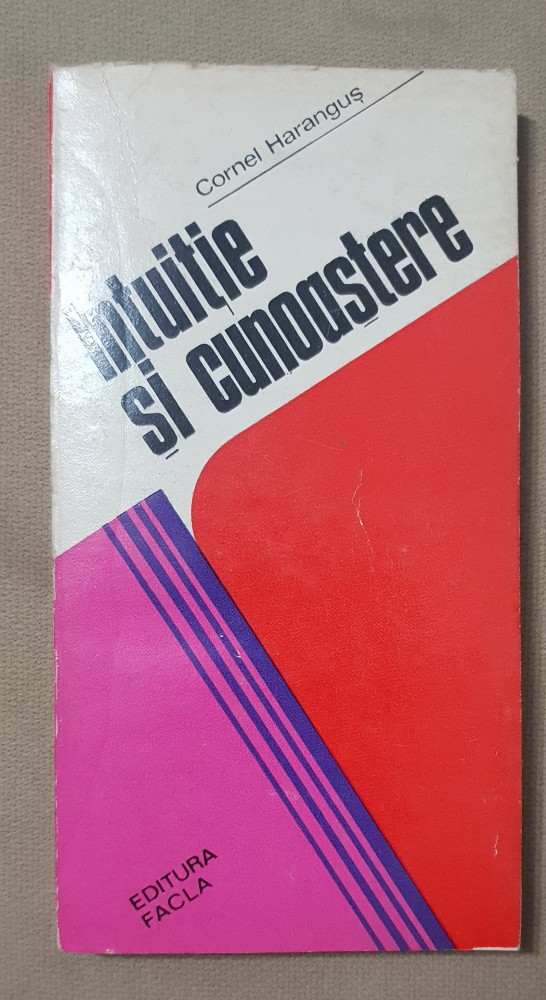 Cornel Haranguș
Intuiție
și cunoaștere
EDITURA
FACLA